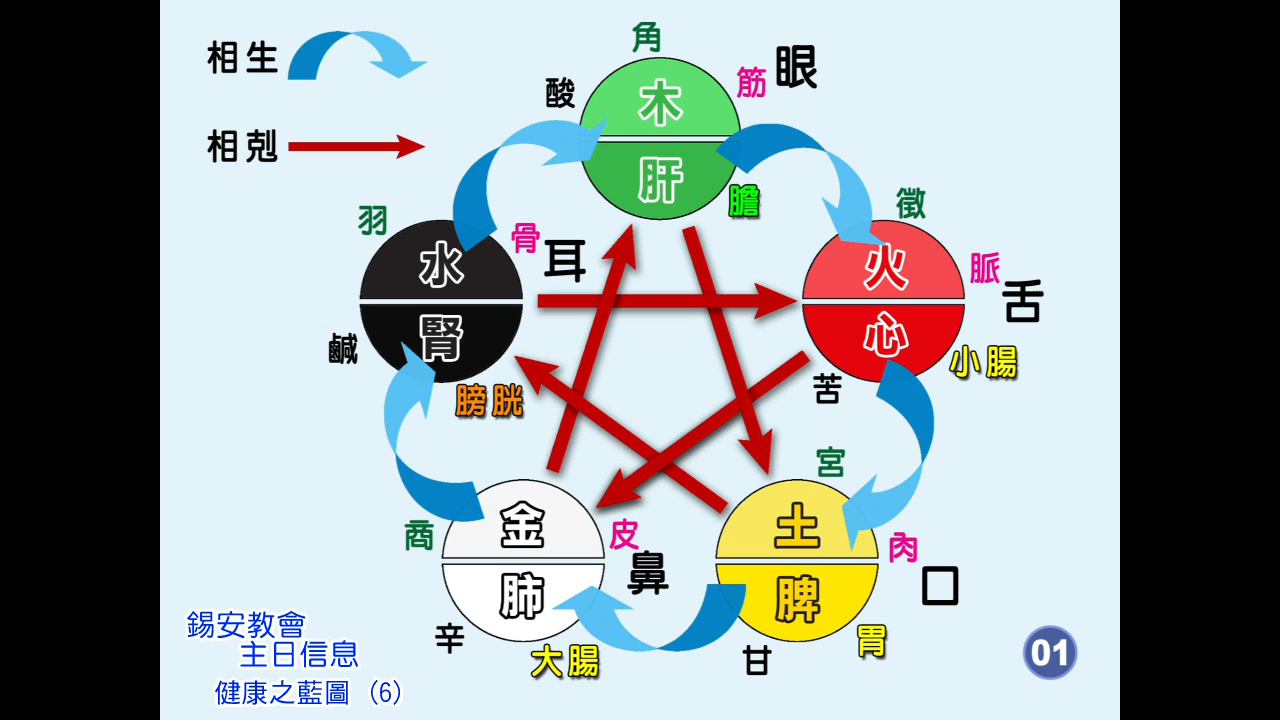 相生
相剋
角
酸
木
筋
眼
肝
膽
羽
水
骨
耳
腎
鹹
膀胱
徵
火
脈
舌
心
小腸
苦
商
金
皮
鼻
肺
辛
大腸
宮
土
肉
口
脾
胃
甘
錫安教會
主日信息
健康之藍圖 (6)
01